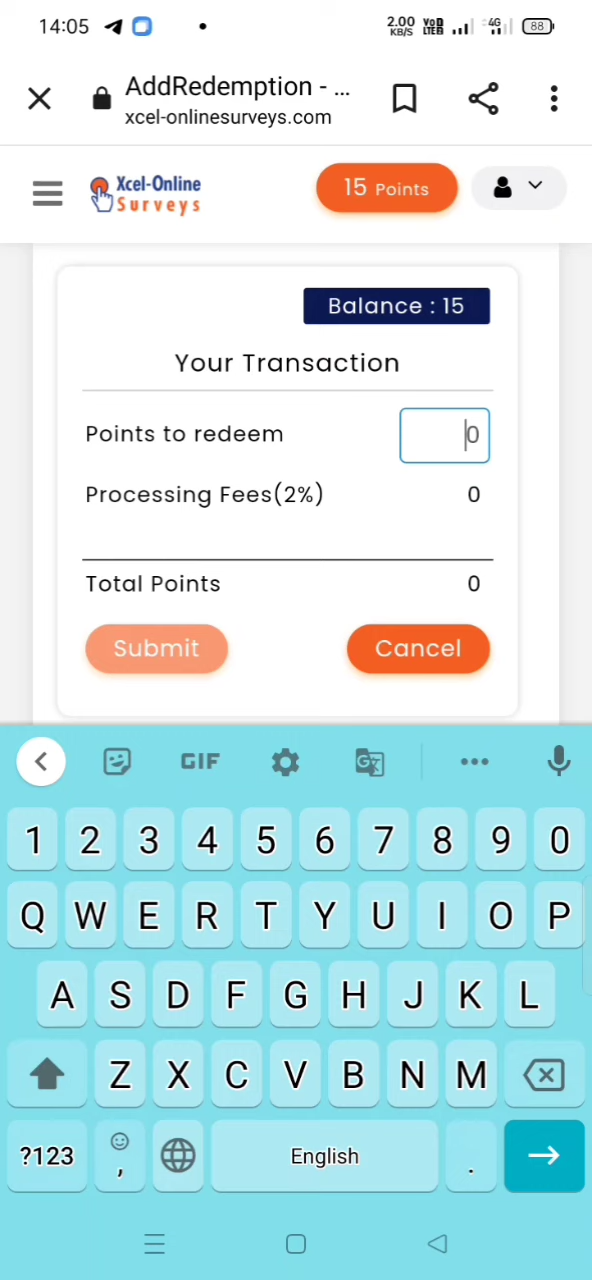 14:05 2.00 KB/S VoD LTE 4G 88
AddRedemption - ...
xcel-onlinesurveys.com
Xcel-Online
Surveys
15 Points
Balance : 15
Your Transaction
Points to redeem 0
Processing Fees(2%) 0
Total Points 0
Submit Cancel
GIF G
1 2 3 4 5 6 7 8 9 0
Q W E R T Y U I O P
A S D F G H J K L
Z X C V B N M
?123 , English .